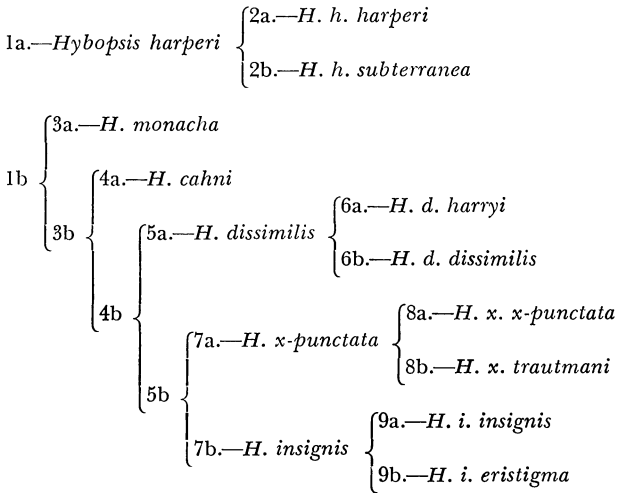 2a.—H. h. harperi
1a.—Hybopsis harperi
2b.—H. h. subterranea
3a.—H. monacha
1b
4a.—H. cahni
3b
6a.—H. d. harryi
5a.—H. dissimilis
6b.—H. d. dissimilis
4b
8a.—H. x. x-punctata
7a.—H. x-punctata
8b.—H. x. trautmani
5b
9a.—H. i. insignis
7b.—H. insignis
9b.—H. i. eristigma